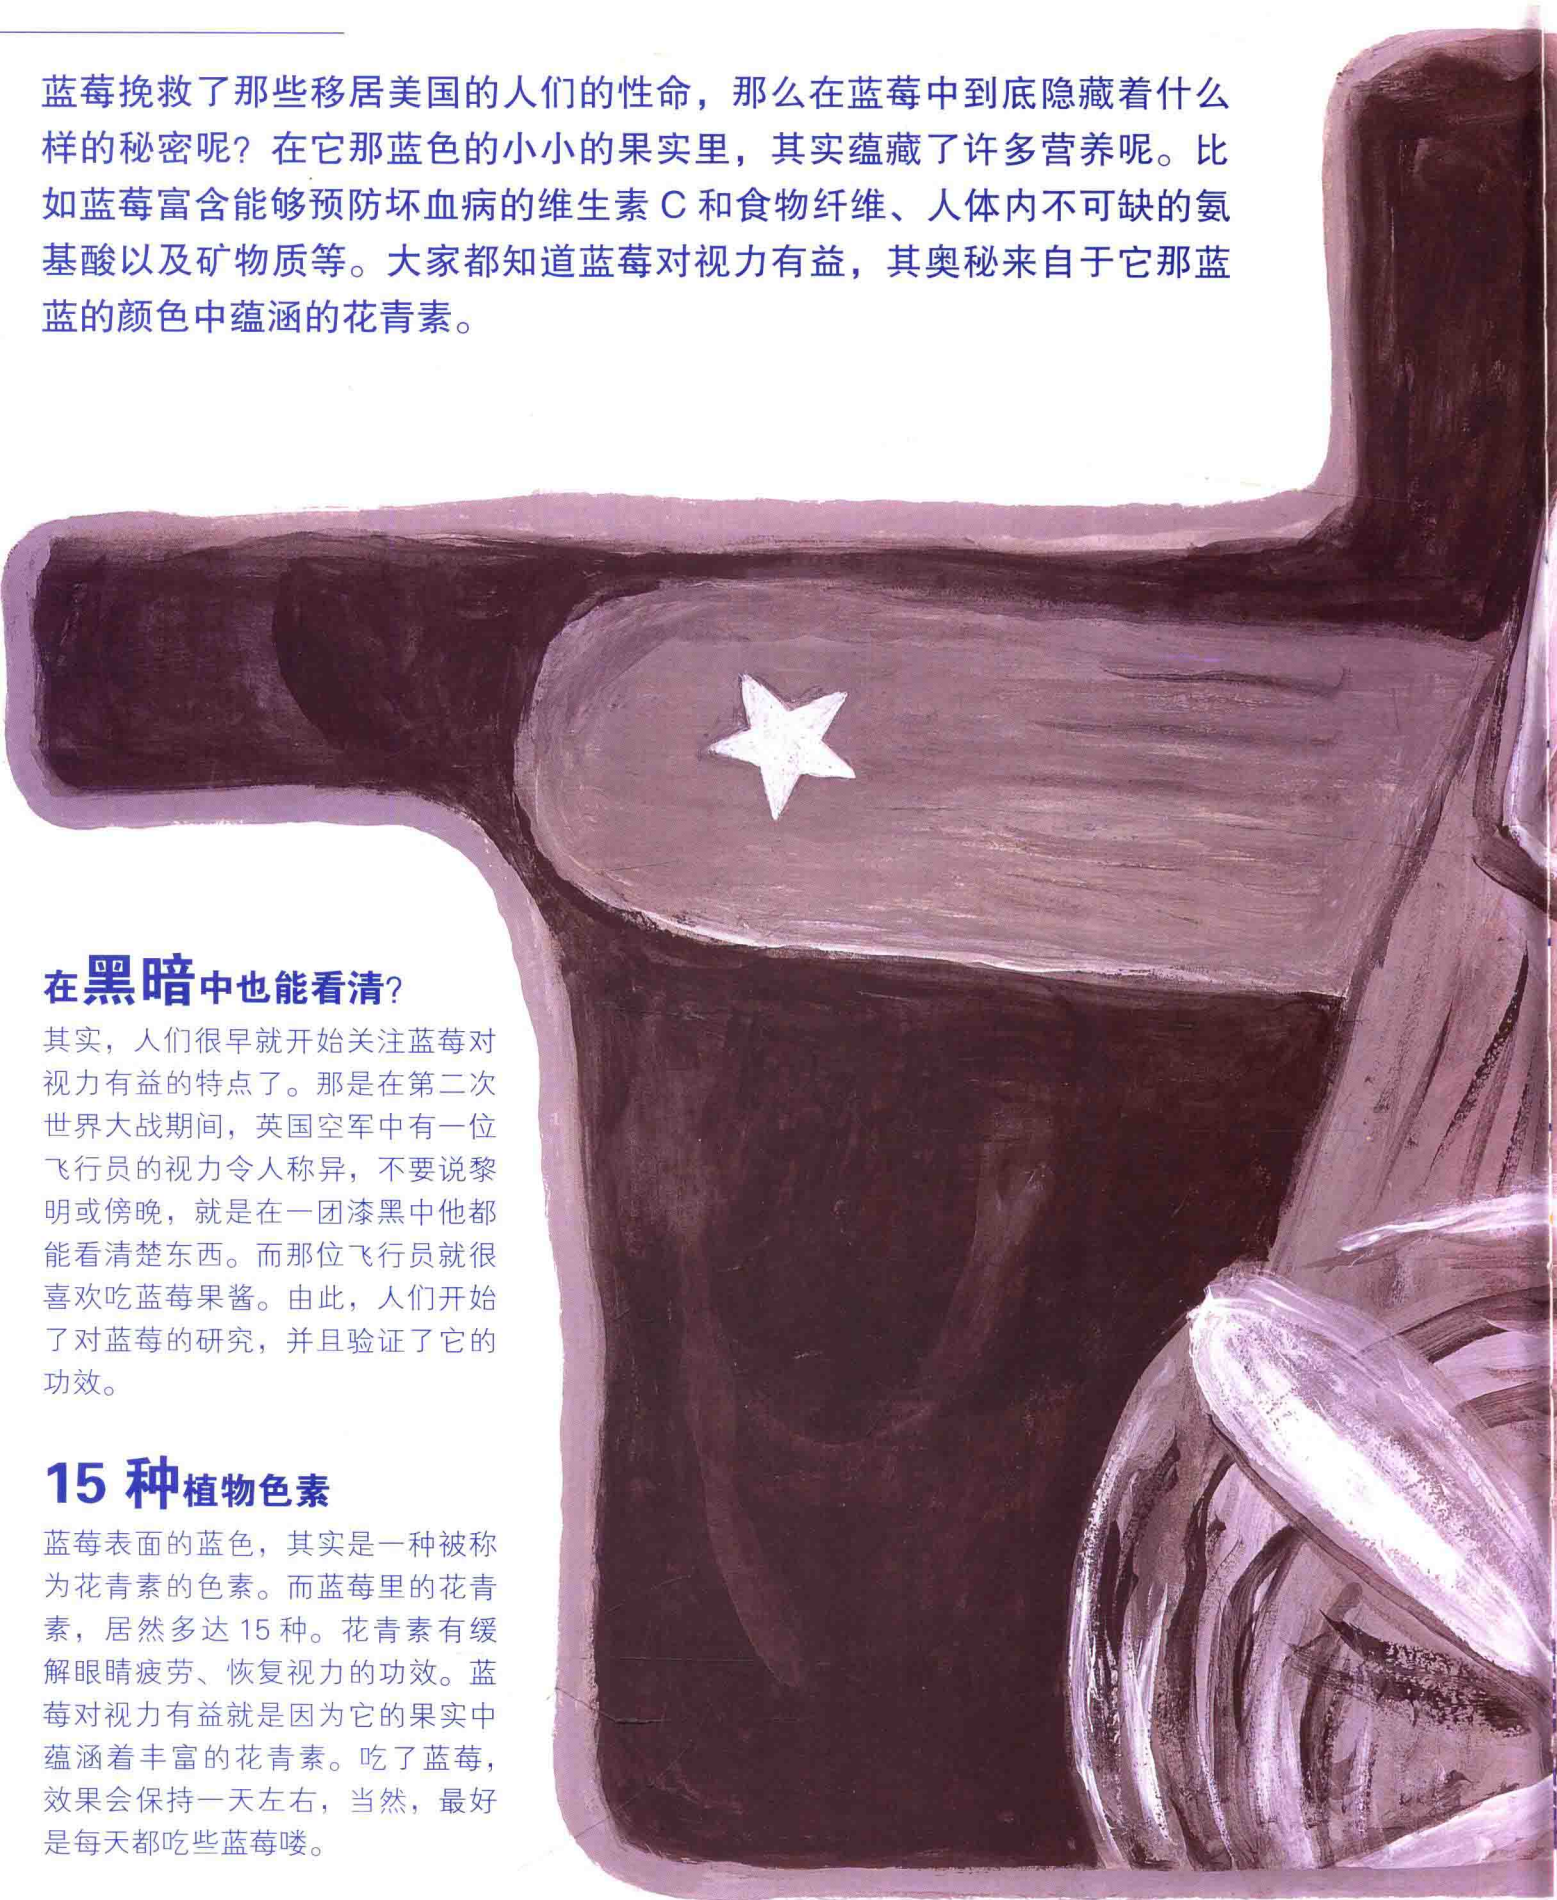 蓝莓挽救了那些移居美国的人们的性命，那么在蓝莓中到底隐藏着什么
样的秘密呢？在它那蓝色的小小的果实里，其实蕴藏了许多营养呢。比
如蓝莓富含能够预防坏血病的维生素 C 和食物纤维、人体内不可缺的氨
基酸以及矿物质等。大家都知道蓝莓对视力有益，其奥秘来自于它那蓝
蓝的颜色中蕴涵的花青素。
在黑暗中也能看清？
其实，人们很早就开始关注蓝莓对
视力有益的特点了。那是在第二次
世界大战期间，英国空军中有一位
飞行员的视力令人称异，不要说黎
明或傍晚，就是在一团漆黑中他都
能看清楚东西。而那位飞行员就很
喜欢吃蓝莓果酱。由此，人们开始
了对蓝莓的研究，并且验证了它的
功效。
15 种植物色素
蓝莓表面的蓝色，其实是一种被称
为花青素的色素。而蓝莓里的花青
素，居然多达 15 种。花青素有缓
解眼睛疲劳、恢复视力的功效。蓝
莓对视力有益就是因为它的果实中
蕴涵着丰富的花青素。吃了蓝莓，
效果会保持一天左右，当然，最好
是每天都吃些蓝莓喽。